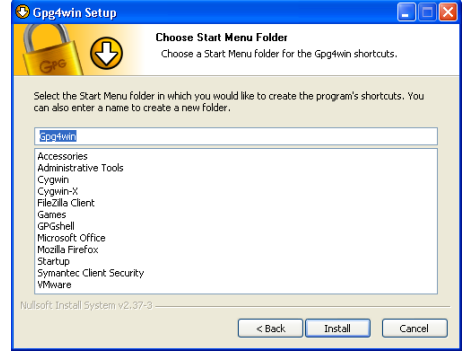 Gpg4win Setup
Choose Start Menu Folder
Choose a Start Menu folder for the Gpg4win shortcuts.
GPG
Select the Start Menu folder in which you would like to create the program's shortcuts. You
can also enter a name to create a new folder.
Gpg4win
Accessories
Administrative Tools
Cygwin
Cygwin-X
FileZilla Client
Games
GPGshell
Microsoft Office
Mozilla Firefox
Startup
Symantec Client Security
VMware
Nullsoft Install System v2.37-3
< Back Install Cancel